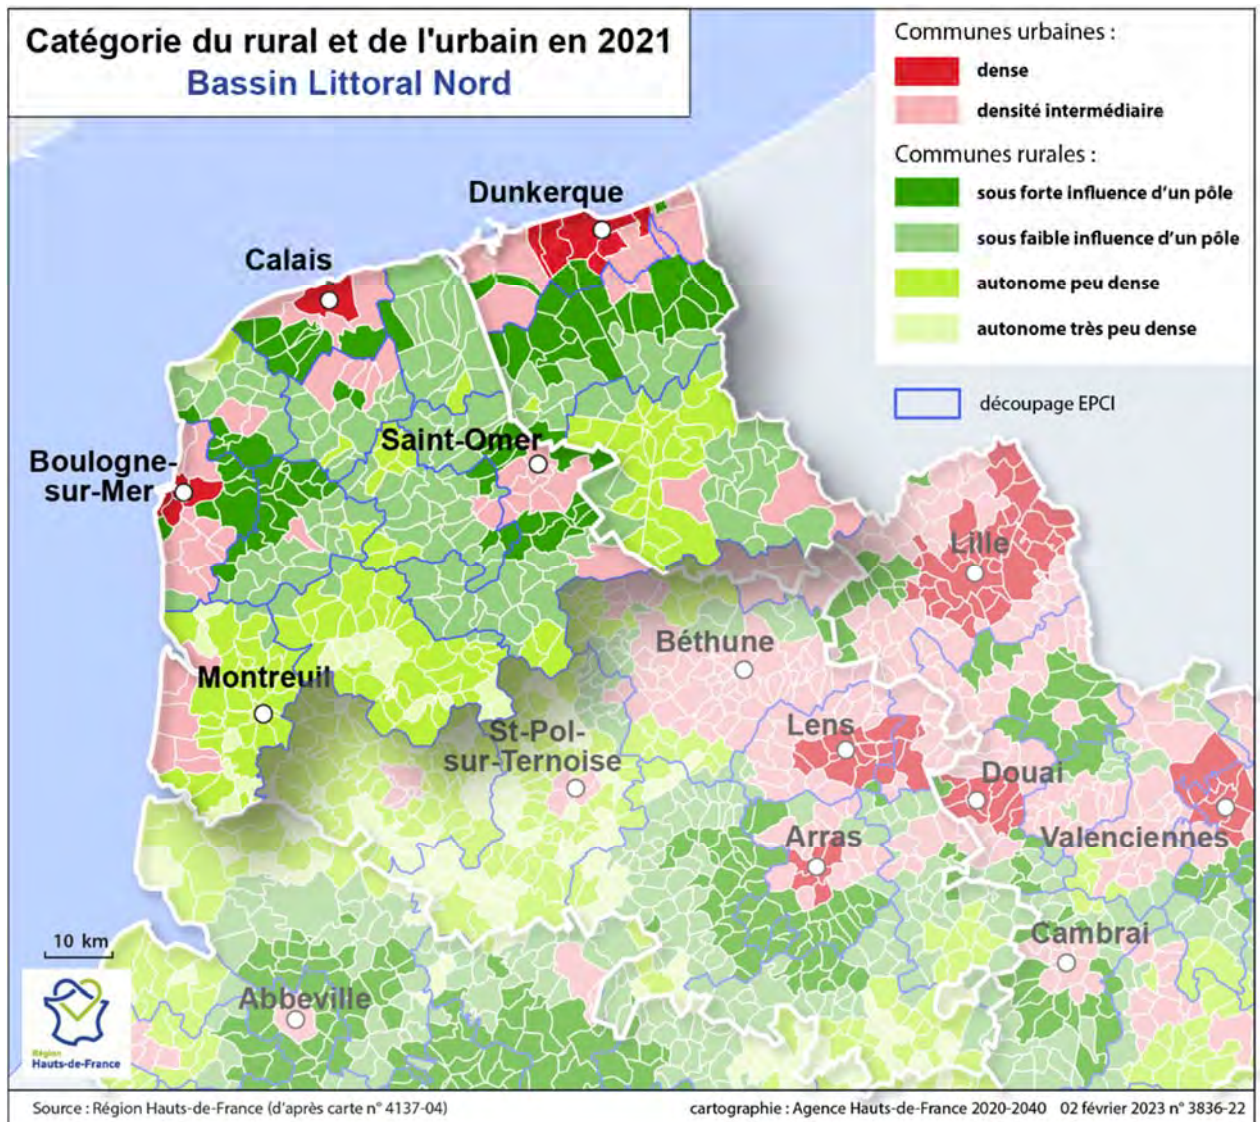 Catégorie du rural et de l'urbain en 2021
Bassin Littoral Nord
Communes urbaines :
dense
densité intermédiaire
Communes rurales :
sous forte influence d'un pôle
sous faible influence d'un pôle
autonome peu dense
autonome très peu dense
découpage EPCI
Dunkerque
Calais
Saint-Omer
Boulogne-
sur-Mer
Lille
Béthune
Montreuil
St-Pol-
sur-Ternoise
Lens
Douai
Arras
Valenciennes
Cambrai
10 km
Abbeville
Région
Hauts-de-France
Source : Région Hauts-de-France (d'après carte n° 4137-04)
cartographie : Agence Hauts-de-France 2020-2040 02 février 2023 n° 3836-22